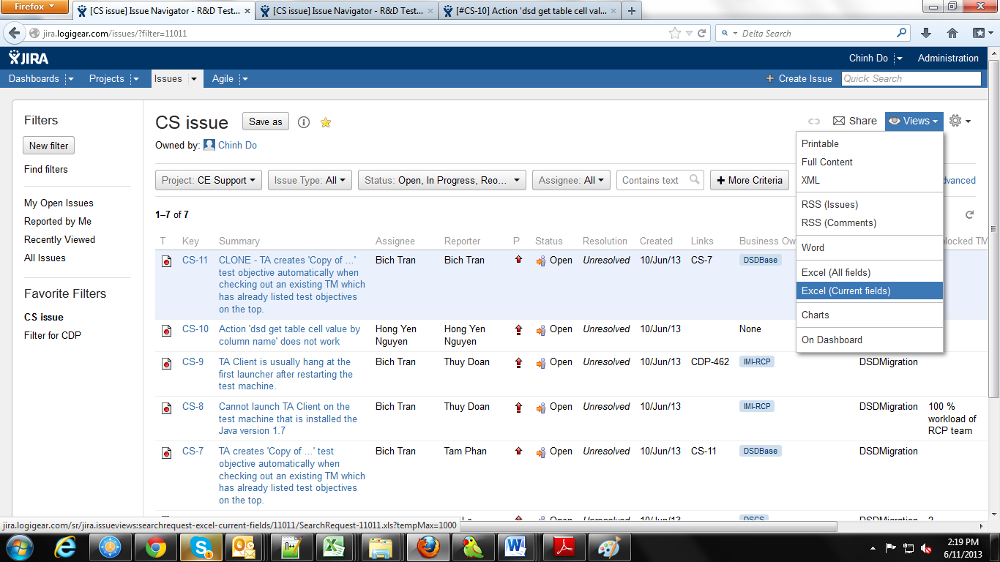 Firefox
[CS issue] Issue Navigator - R&D Test...
[CS issue] Issue Navigator - R&D Test...
[#CS-10] Action 'dsd get table cell val...
jira.logigear.com/issues/?filter=11011
Delta Search
JIRA
Chinh Do
Administration
Dashboards
Projects
Issues
Agile
Create Issue
Quick Search
Filters
New filter
Find filters
My Open Issues
Reported by Me
Recently Viewed
All Issues
Favorite Filters
CS issue
Filter for CDP
CS issue
Save as
Share
Views
Owned by: Chinh Do
Project: CE Support
Issue Type: All
Status: Open, In Progress, Reo...
Assignee: All
Contains text
+ More Criteria
Printable
Full Content
XML
RSS (Issues)
RSS (Comments)
Word
Excel (All fields)
Excel (Current fields)
Charts
On Dashboard
1–7 of 7
T Key Summary Assignee Reporter P Status Resolution Created Links Business Ow
CS-11 CLONE - TA creates 'Copy of ...' Bich Tran Bich Tran Open Unresolved 10/Jun/13 CS-7 DSDBase
test objective automatically when
checking out an existing TM which
has already listed test objectives
on the top.
CS-10 Action 'dsd get table cell value by Hong Yen Hong Yen Open Unresolved 10/Jun/13 None
column name' does not work Nguyen Nguyen
CS-9 TA Client is usually hang at the Bich Tran Thuy Doan Open Unresolved 10/Jun/13 CDP-462 IMI-RCP DSDMigration
first launcher after restarting the
test machine.
CS-8 Cannot launch TA Client on the Bich Tran Thuy Doan Open Unresolved 10/Jun/13 IMI-RCP DSDMigration 100 %
test machine that is installed the workload of
Java version 1.7 RCP team
CS-7 TA creates 'Copy of ...' test Bich Tran Tam Phan Open Unresolved 10/Jun/13 CS-11 DSDBase DSDMigration
objective automatically when
checking out an existing TM which
has already listed test objectives
on the top.
jira.logigear.com/sr/jira.issueviews:searchrequest-excel-current-fields/11011/SearchRequest-11011.xls?tempMax=1000
2:19 PM
6/11/2013